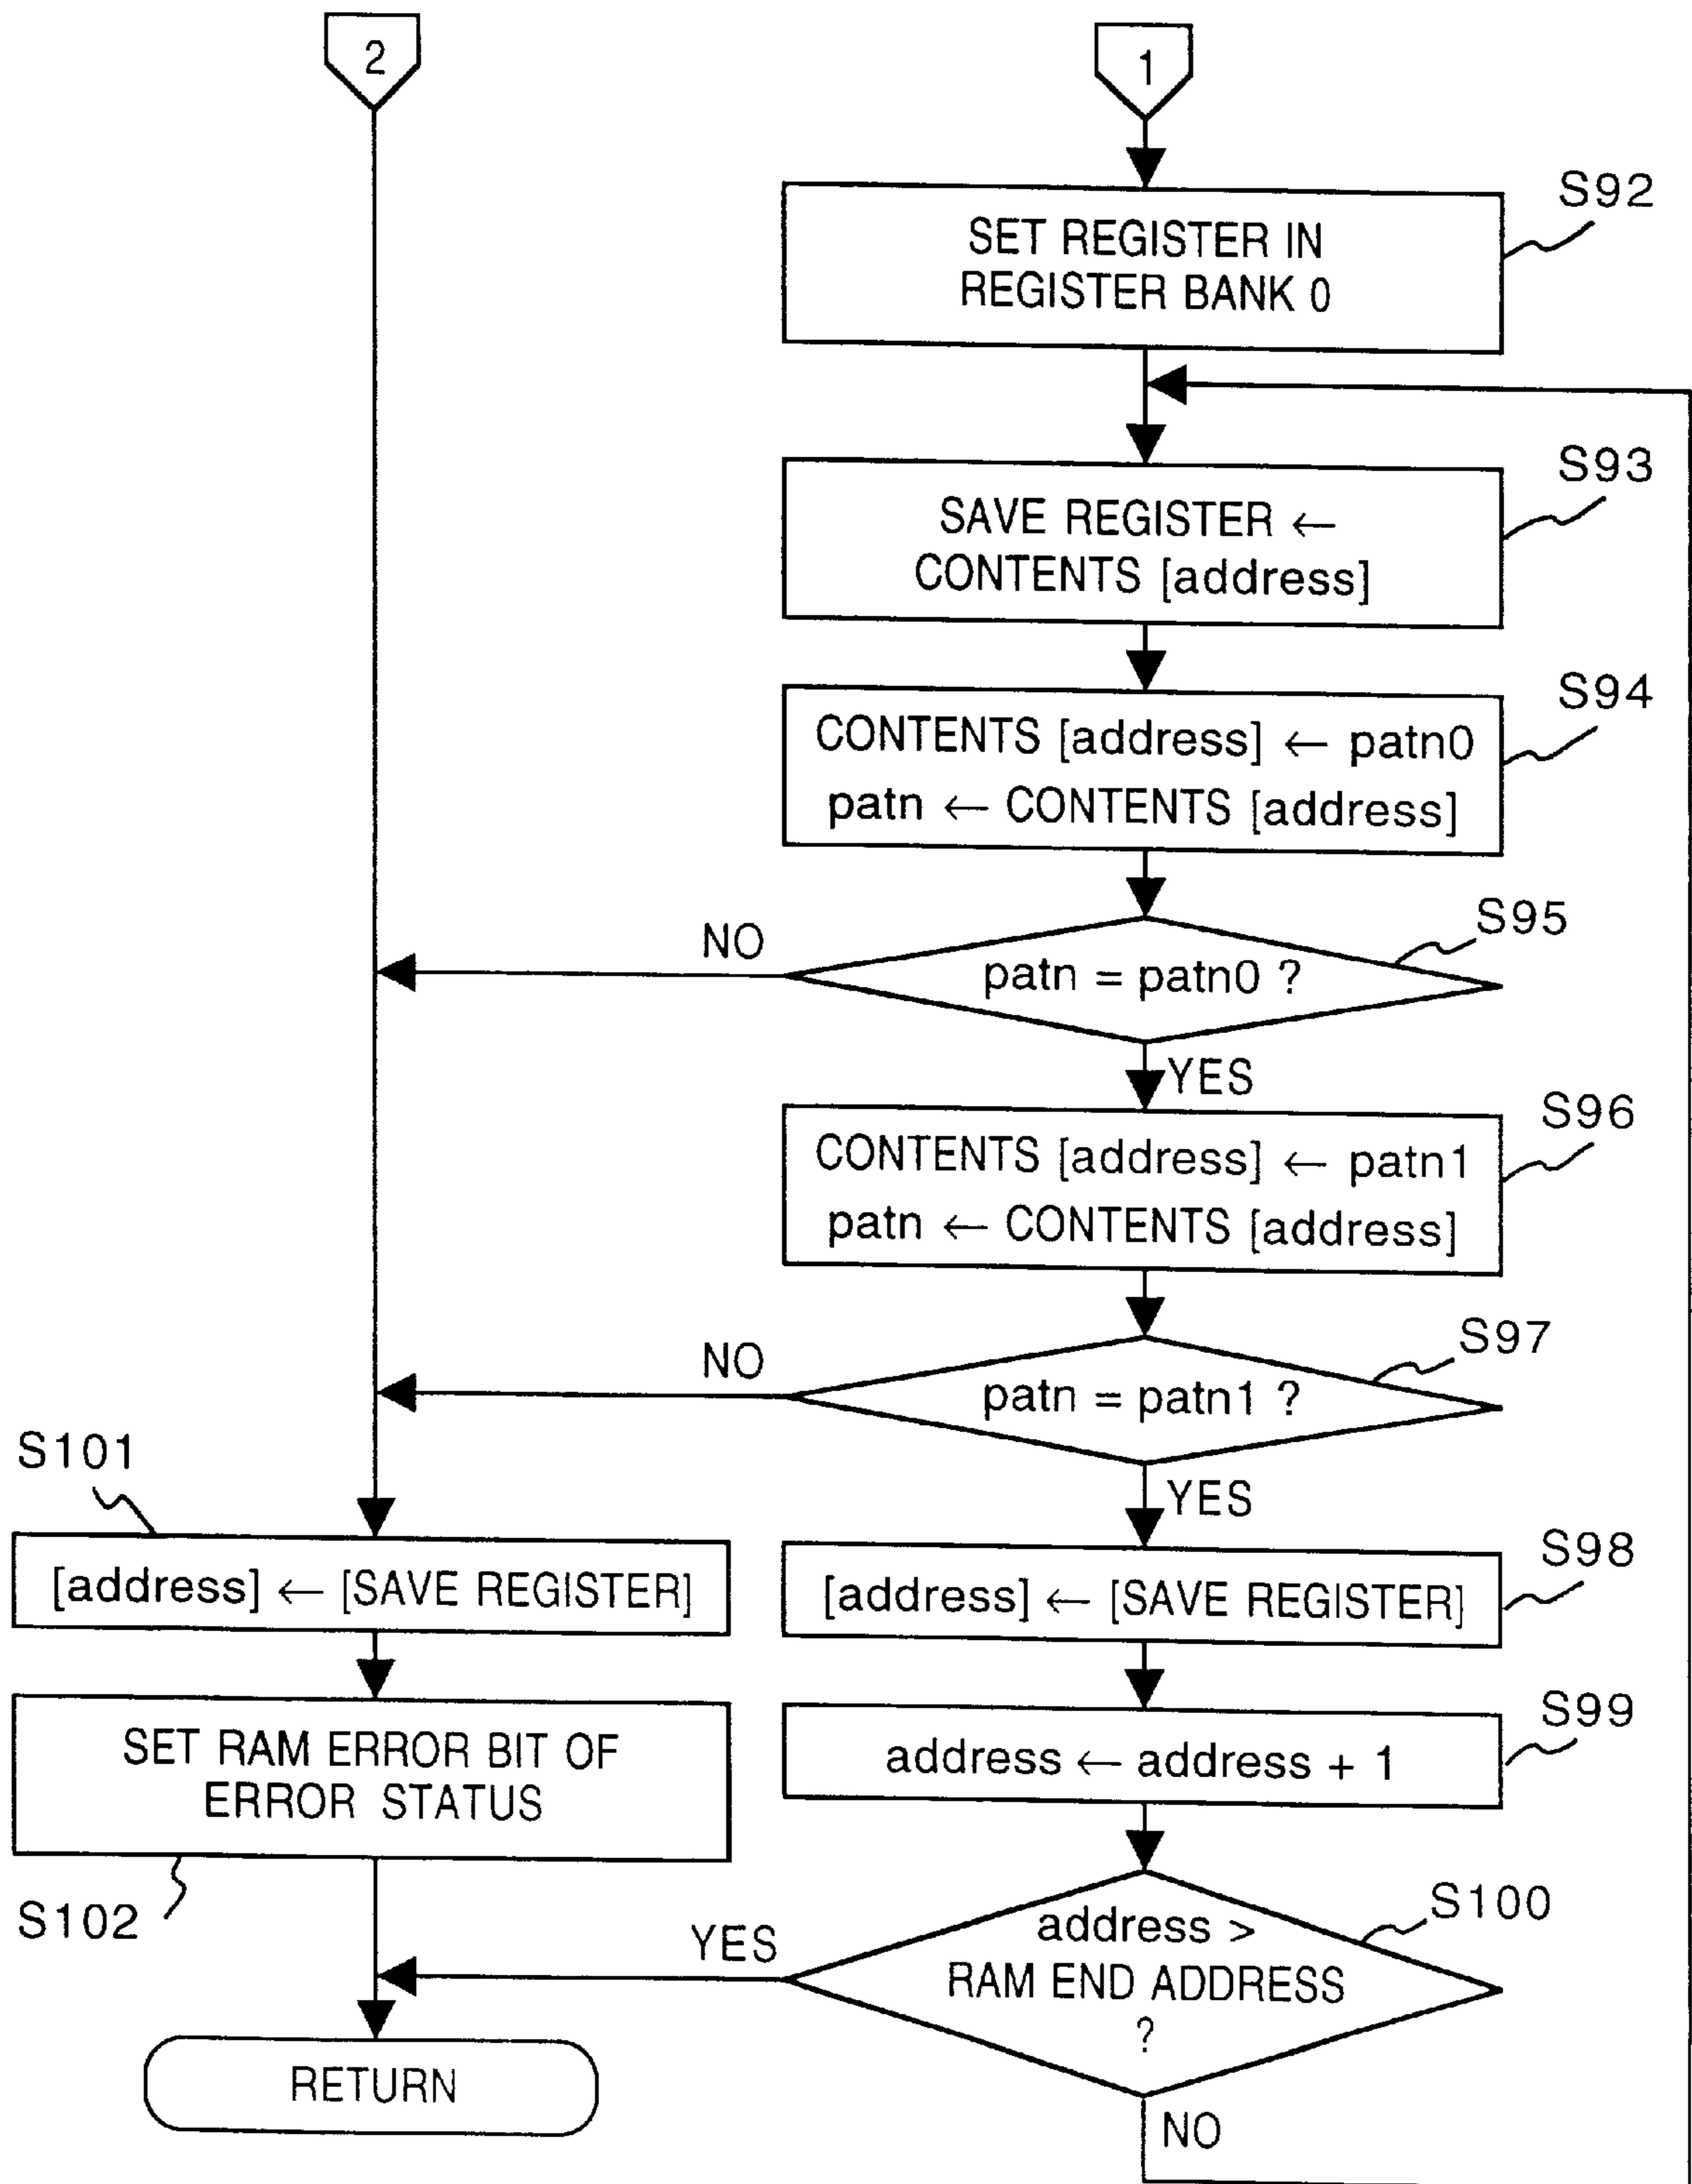 2
1
S92
SET REGISTER IN
REGISTER BANK 0
S93
SAVE REGISTER ←
CONTENTS [address]
S94
CONTENTS [address] ← patn0
patn ← CONTENTS [address]
S95
NO
patn = patn0 ?
YES
S96
CONTENTS [address] ← patn1
patn ← CONTENTS [address]
S97
NO
patn = patn1 ?
YES
S101
[address] ← [SAVE REGISTER]
S98
[address] ← [SAVE REGISTER]
S99
address ← address + 1
SET RAM ERROR BIT OF
ERROR STATUS
S102
S100
YES
address >
RAM END ADDRESS
?
NO
RETURN